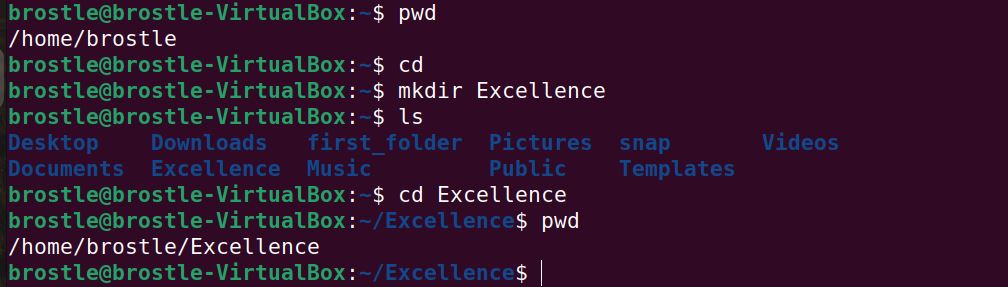 brostle@brostle-VirtualBox:~$ pwd
/home/brostle
brostle@brostle-VirtualBox:~$ cd
brostle@brostle-VirtualBox:~$ mkdir Excellence
brostle@brostle-VirtualBox:~$ ls
Desktop    Downloads   first_folder  Pictures  snap       Videos
Documents  Excellence  Music         Public    Templates
brostle@brostle-VirtualBox:~$ cd Excellence
brostle@brostle-VirtualBox:~/Excellence$ pwd
/home/brostle/Excellence
brostle@brostle-VirtualBox:~/Excellence$